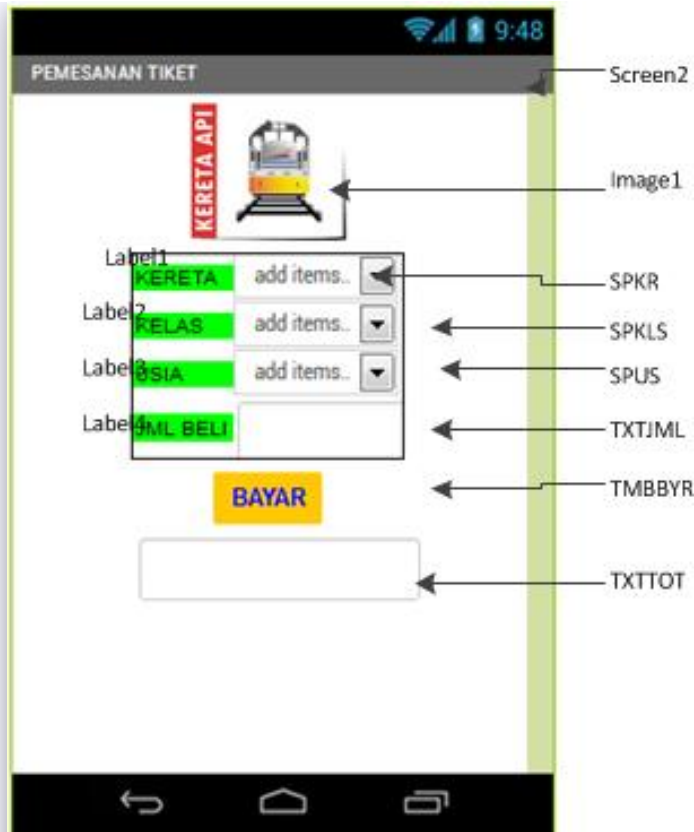 9:48
PEMESANAN TIKET
Screen2
KERETA API
Image1
Label1
KERETA add items..
SPKR
Label2
KELAS add items..
SPKLS
Label3
USIA add items..
SPUS
Label4
JML BELI
TXTJML
BAYAR
TMBBYR
TXTTOT